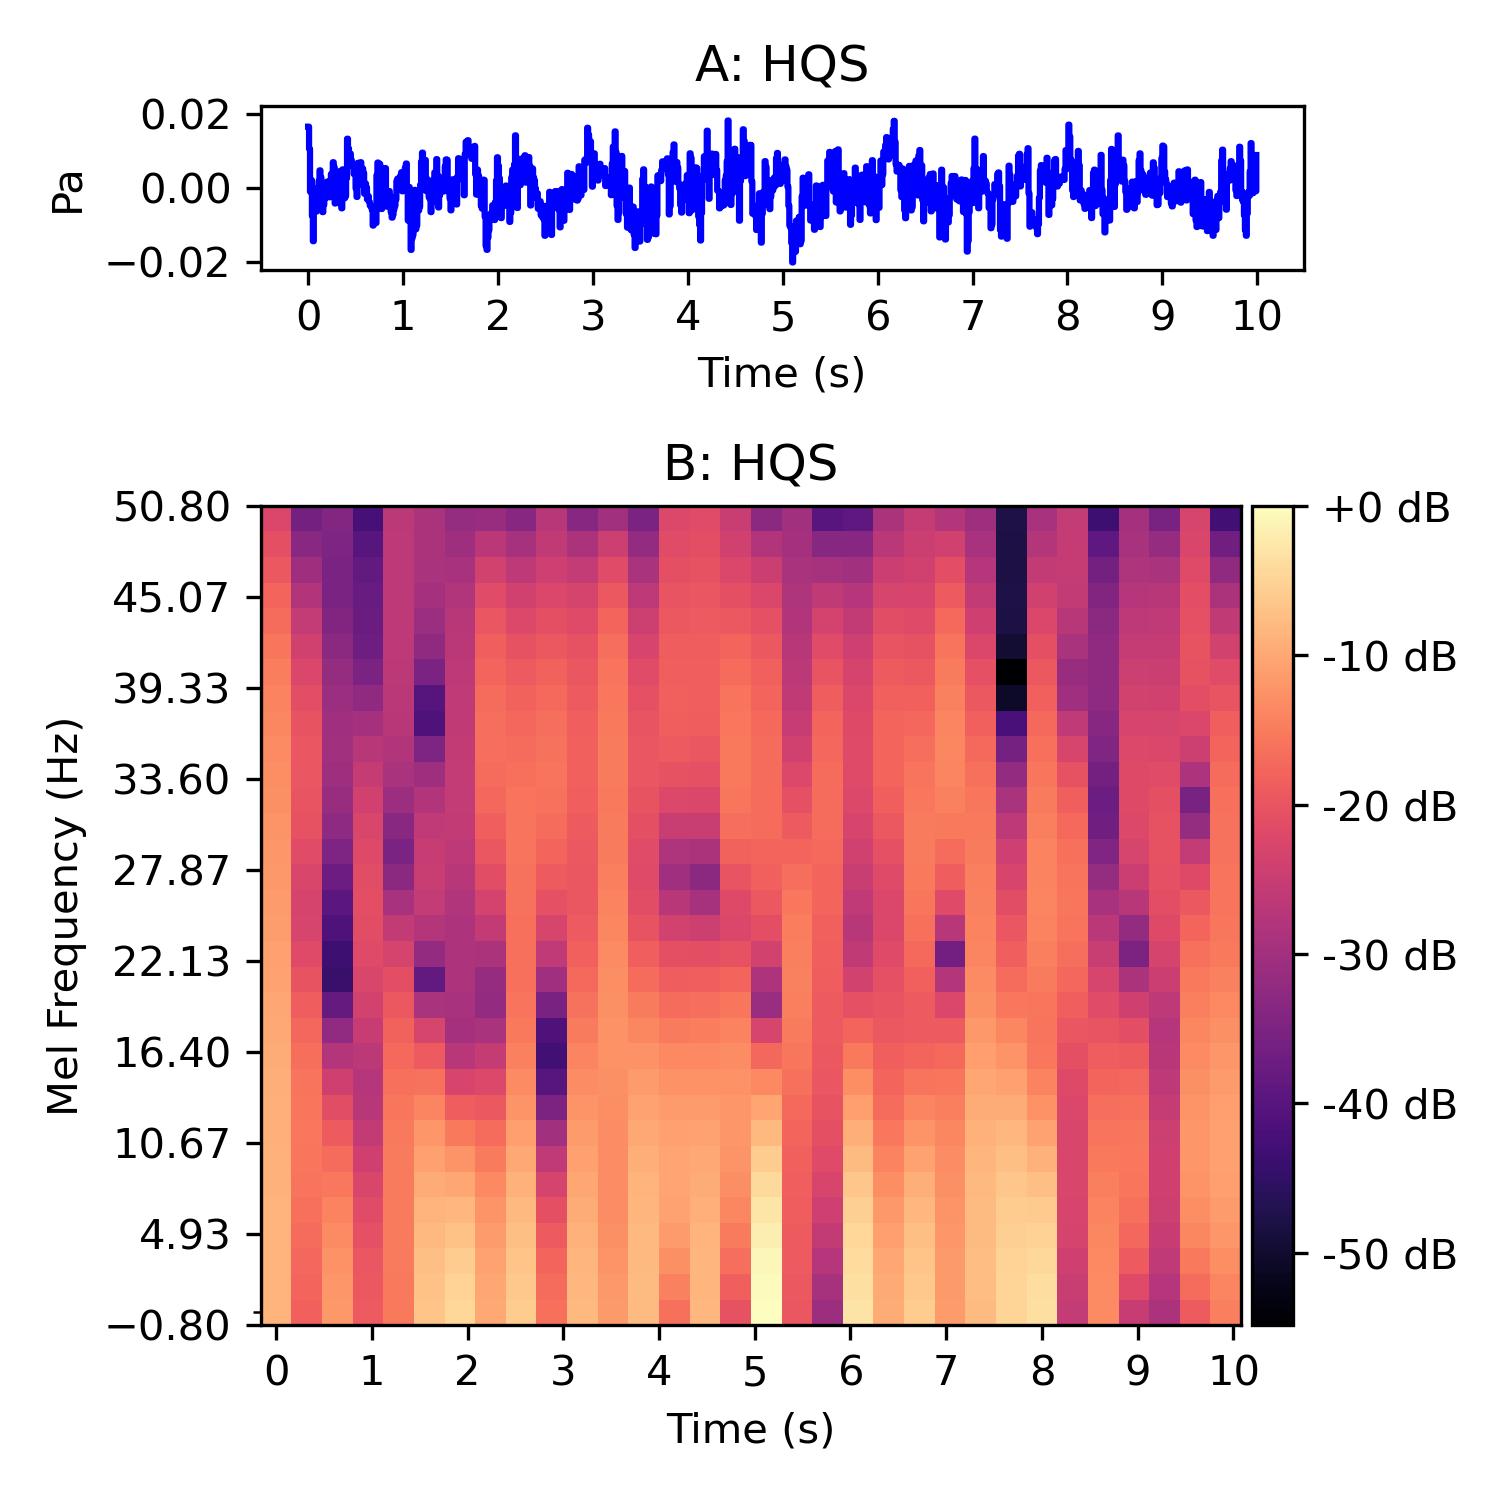 A: HQS
0.02
0.00
−0.02
Pa
0 1 2 3 4 5 6 7 8 9 10
Time (s)
B: HQS
50.80
45.07
39.33
33.60
27.87
22.13
16.40
10.67
4.93
−0.80
Mel Frequency (Hz)
+0 dB
-10 dB
-20 dB
-30 dB
-40 dB
-50 dB
0 1 2 3 4 5 6 7 8 9 10
Time (s)